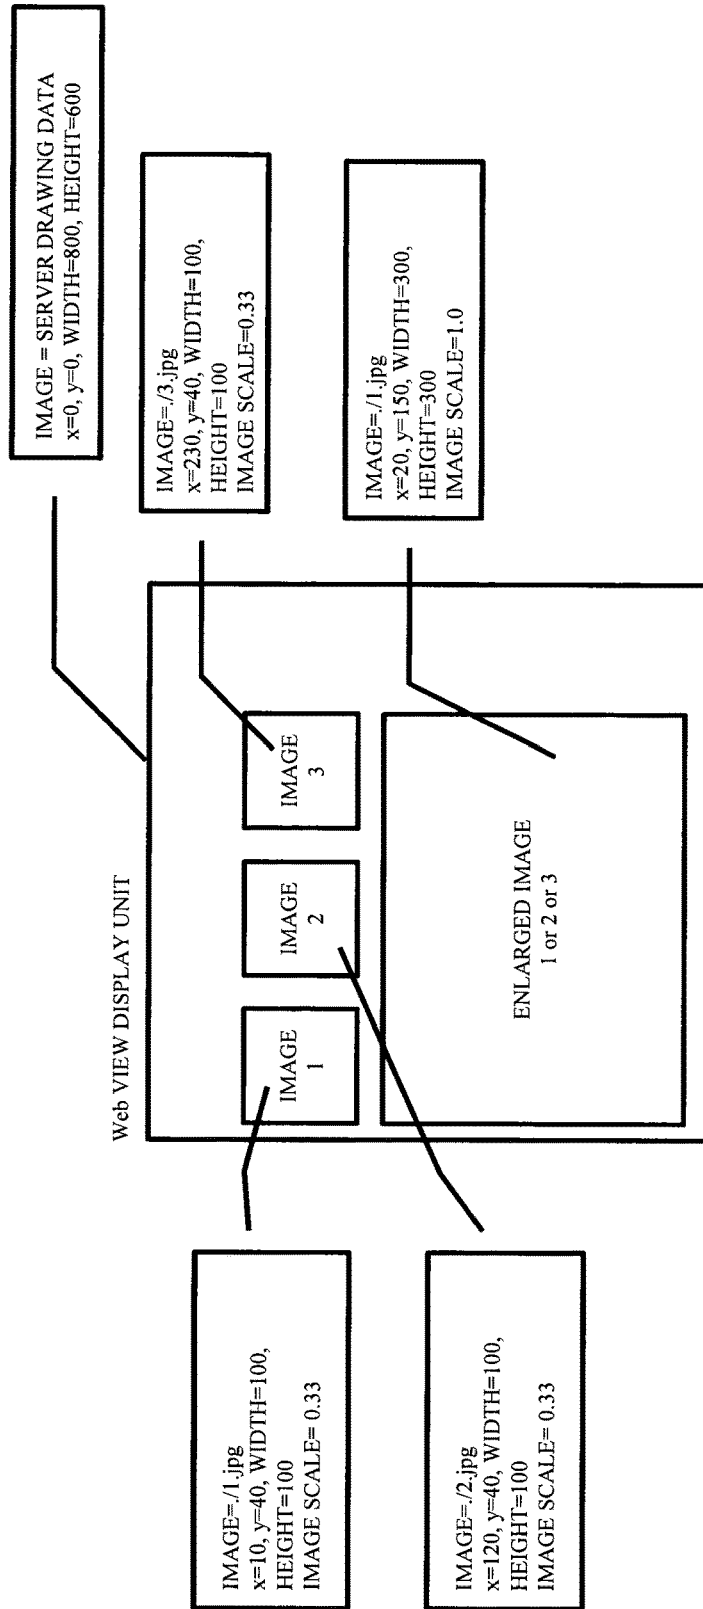 IMAGE = SERVER DRAWING DATA
x=0, y=0, WIDTH=800, HEIGHT=600
Web VIEW DISPLAY UNIT
IMAGE=./1.jpg
x=10, y=40, WIDTH=100,
HEIGHT=100
IMAGE SCALE= 0.33
IMAGE=./3.jpg
x=230, y=40, WIDTH=100,
HEIGHT=100
IMAGE SCALE=0.33
IMAGE
1
IMAGE
2
IMAGE
3
IMAGE=./2.jpg
x=120, y=40, WIDTH=100,
HEIGHT=100
IMAGE SCALE= 0.33
ENLARGED IMAGE
1 or 2 or 3
IMAGE=./1.jpg
x=20, y=150, WIDTH=300,
HEIGHT=300
IMAGE SCALE=1.0